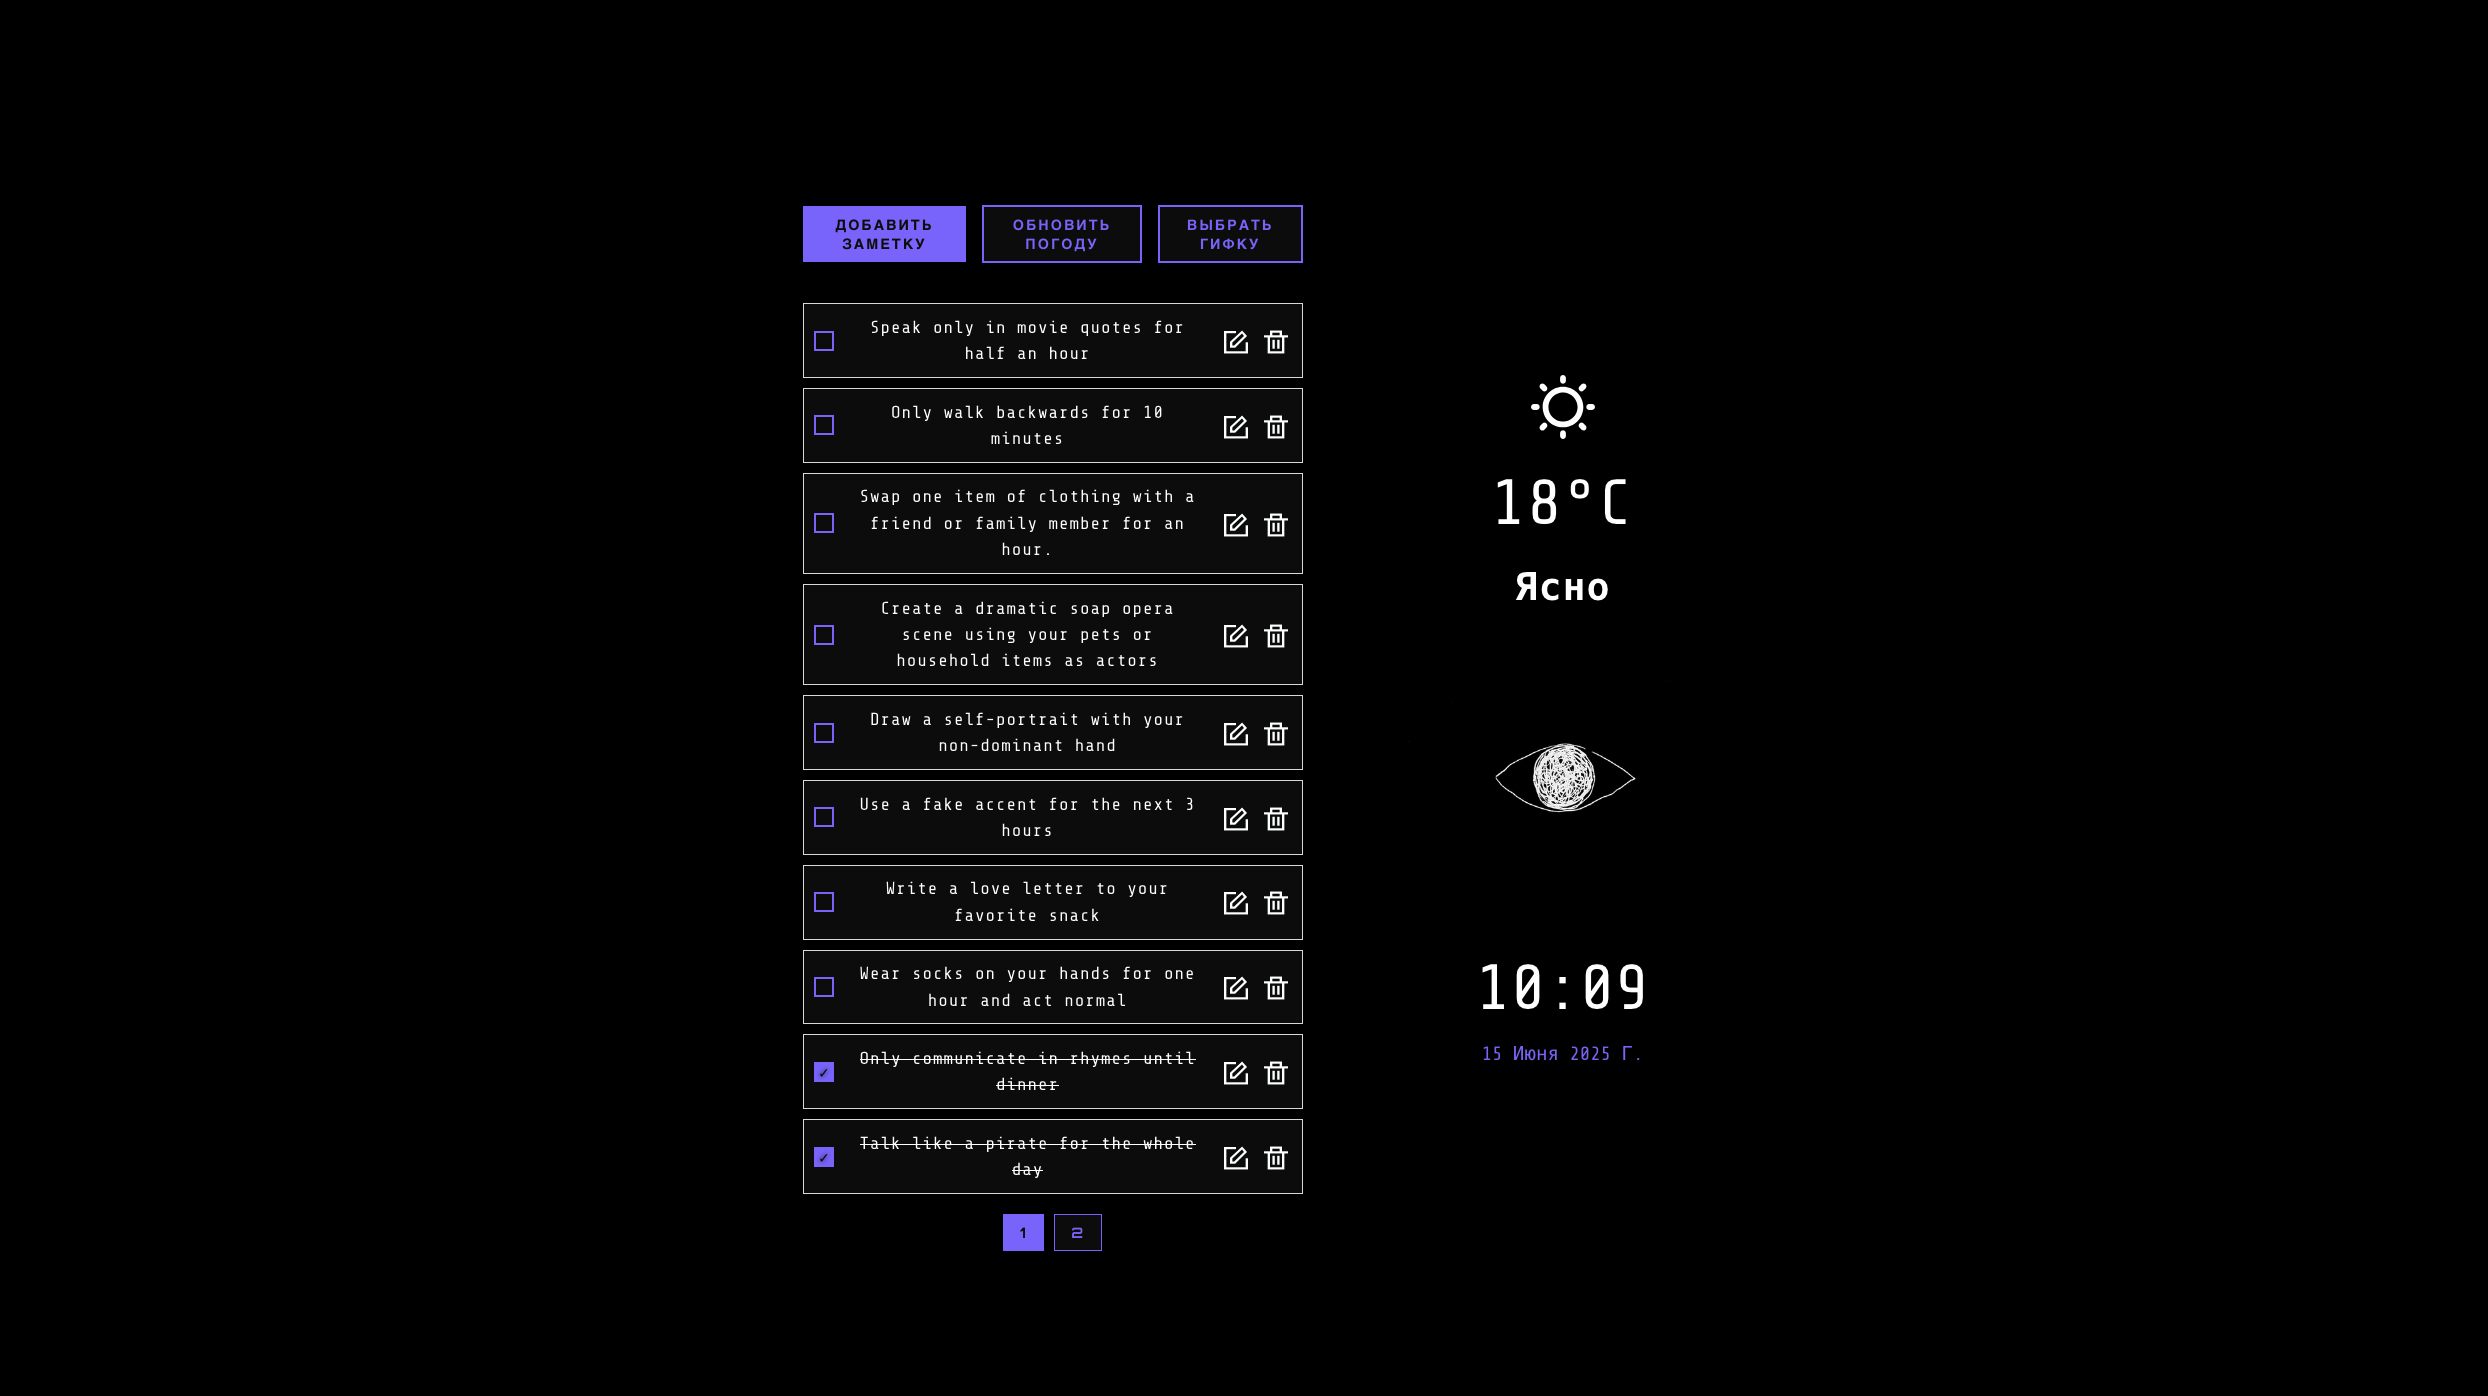 ДОБАВИТЬ
ЗАМЕТКУ
ОБНОВИТЬ
ПОГОДУ
ВЫБРАТЬ
ГИФКУ
Speak only in movie quotes for
half an hour
Only walk backwards for 10
minutes
Swap one item of clothing with a
friend or family member for an
hour.
Create a dramatic soap opera
scene using your pets or
household items as actors
Draw a self-portrait with your
non-dominant hand
Use a fake accent for the next 3
hours
Write a love letter to your
favorite snack
Wear socks on your hands for one
hour and act normal
Only communicate in rhymes until
dinner
Talk like a pirate for the whole
day
1
2
18°C
Ясно
10:09
15 Июня 2025 Г.